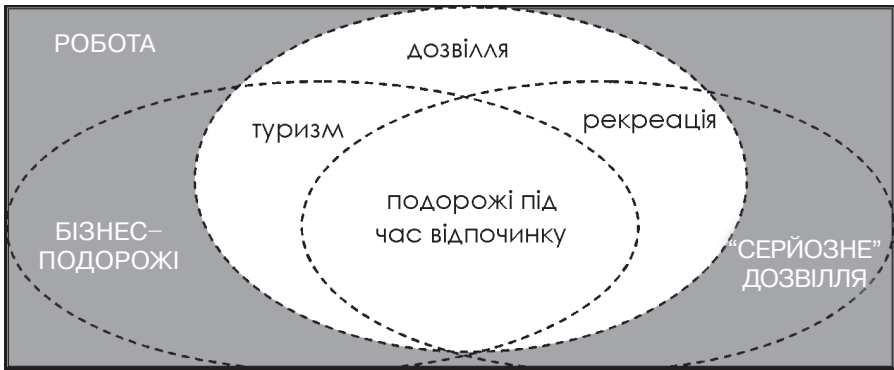 РОБОТА
дозвілля
туризм
рекреація
подорожі під
час відпочинку
БІЗНЕС–
ПОДОРОЖІ
“СЕРЙОЗНЕ”
ДОЗВІЛЛЯ